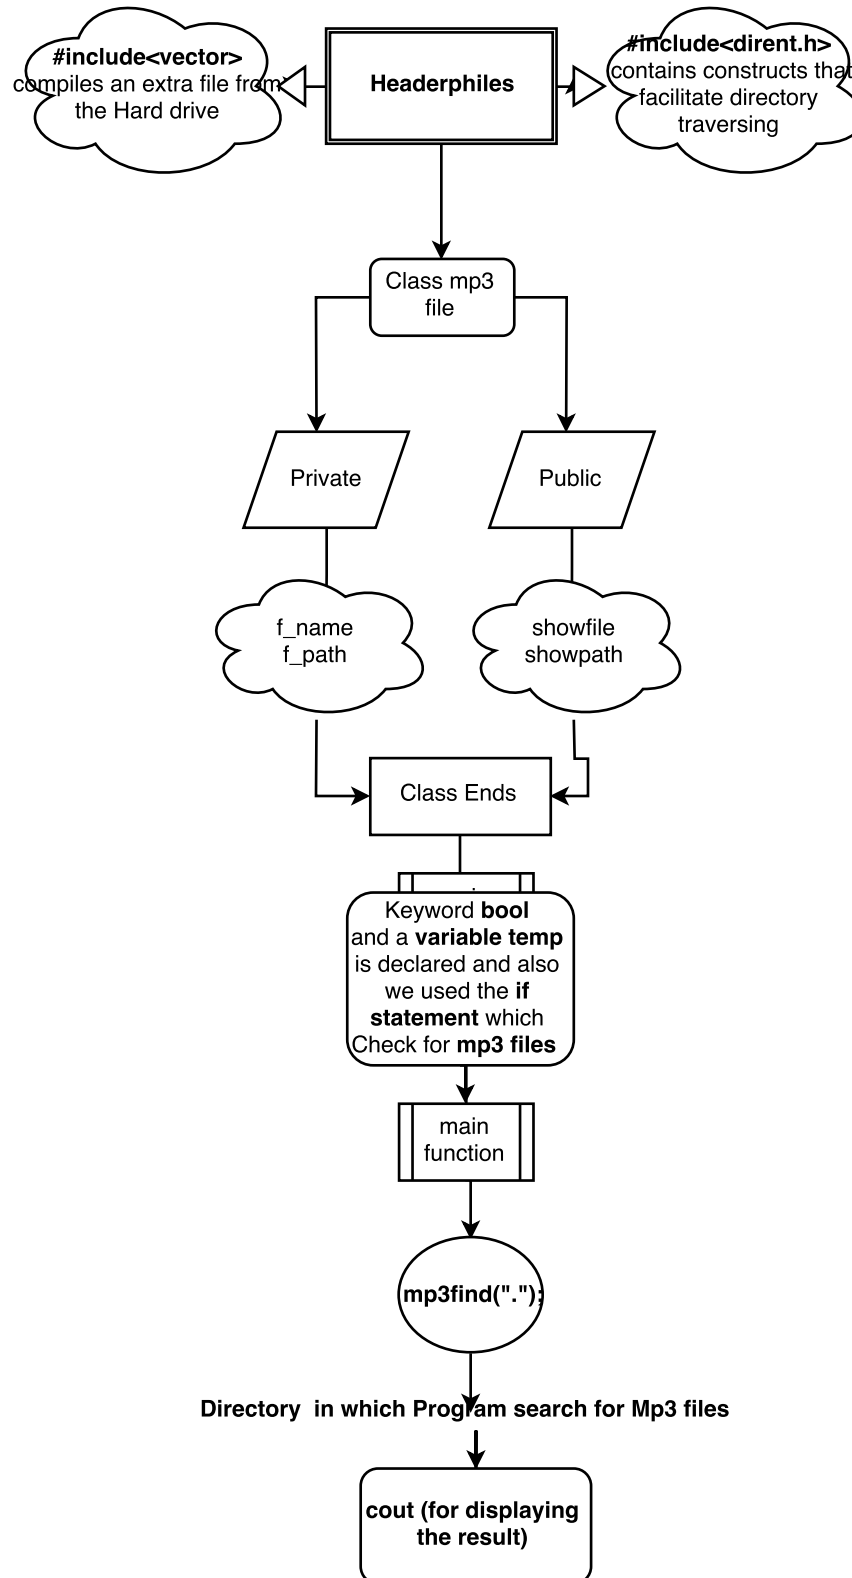 #include<vector>
compiles an extra file from
the Hard drive
Headerphiles
#include<dirent.h>
contains constructs that
facilitate directory
traversing
Class mp3
file
Private
Public
f_name
f_path
showfile
showpath
Class Ends
Keyword bool
and a variable temp
is declared and also
we used the if
statement which
Check for mp3 files
main
function
mp3find(".");
Directory in which Program search for Mp3 files
cout (for displaying
the result)